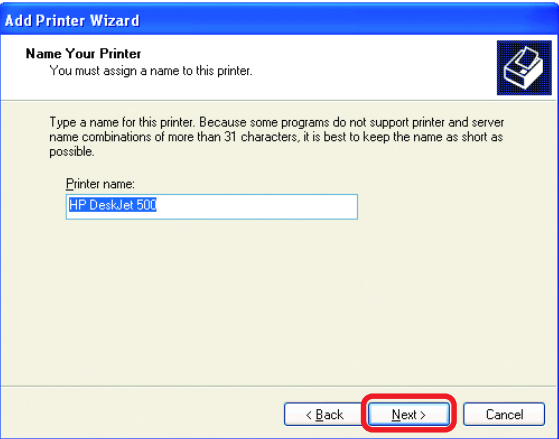 Add Printer Wizard
Name Your Printer
You must assign a name to this printer.
Type a name for this printer. Because some programs do not support printer and server
name combinations of more than 31 characters, it is best to keep the name as short as
possible.
Printer name:
HP DeskJet 500
< Back
Next >
Cancel